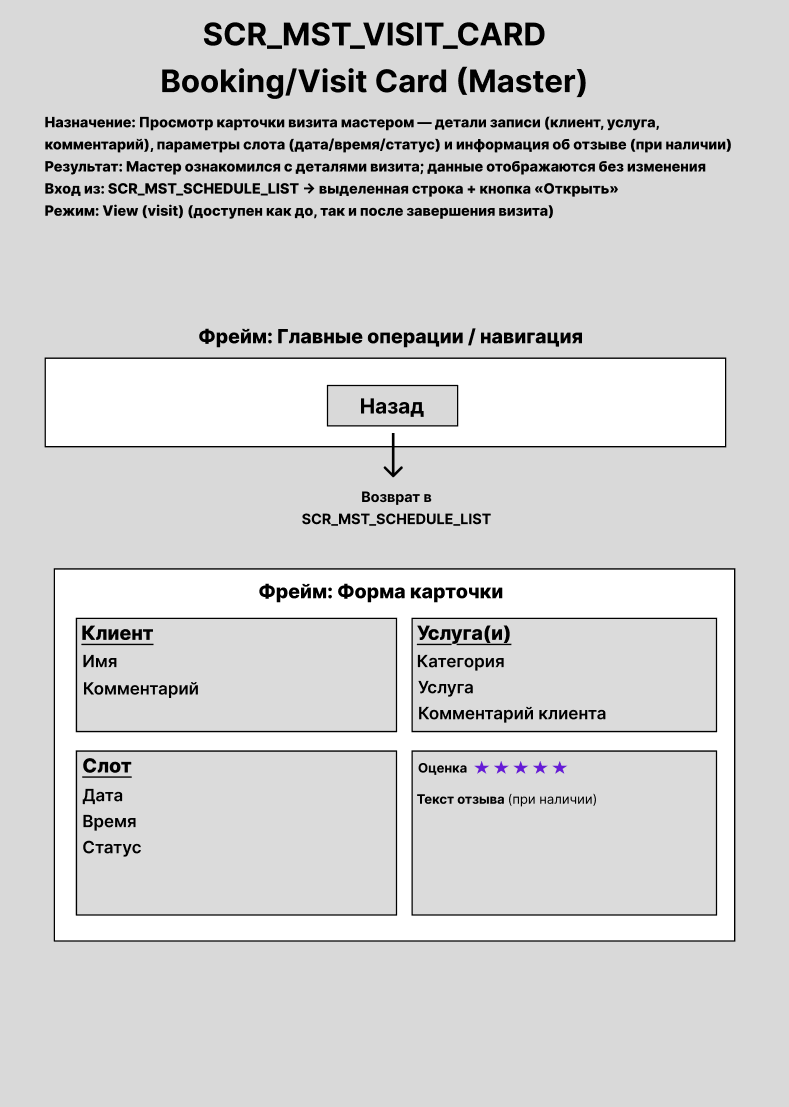 SCR_MST_VISIT_CARD
Booking/Visit Card (Master)
Назначение: Просмотр карточки визита мастером — детали записи (клиент, услуга,
комментарий), параметры слота (дата/время/статус) и информация об отзыве (при наличии)
Результат: Мастер ознакомился с деталями визита; данные отображаются без изменения
Вход из: SCR_MST_SCHEDULE_LIST → выделенная строка + кнопка «Открыть»
Режим: View (visit) (доступен как до, так и после завершения визита)
Фрейм: Главные операции / навигация
Назад
Возврат в
SCR_MST_SCHEDULE_LIST
Фрейм: Форма карточки
Клиент
Имя
Комментарий
Услуга(и)
Категория
Услуга
Комментарий клиента
Слот
Дата
Время
Статус
Оценка ★★★★★
Текст отзыва (при наличии)